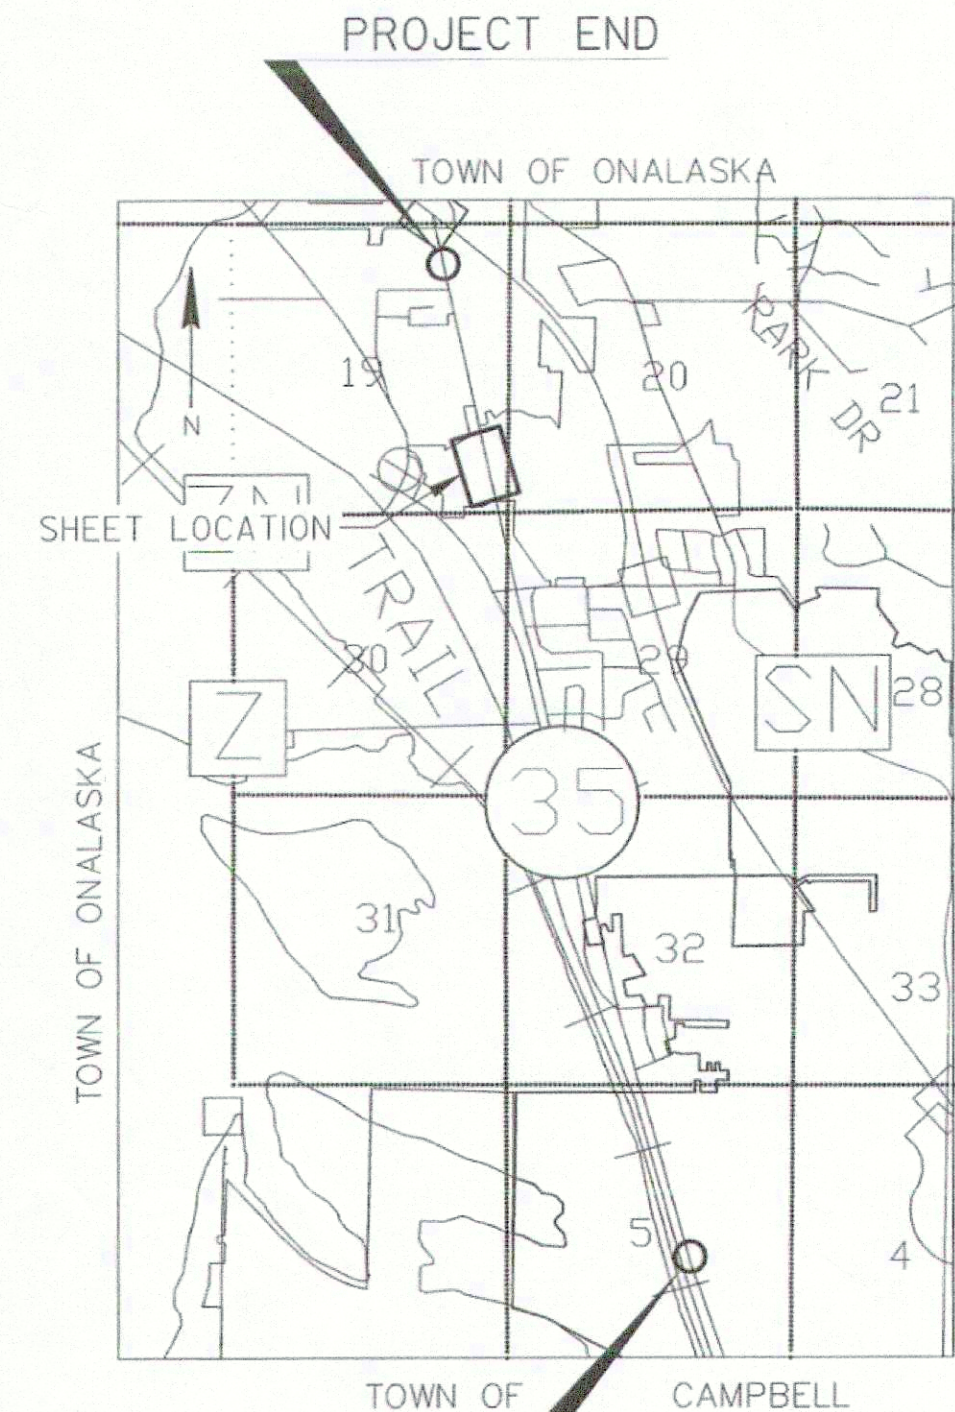 PROJECT END
TOWN OF ONALASKA
PARK DR
19
20
21
N
SHEET LOCATION
TRAIL
30
29
28
Z
SN
35
TOWN OF ONALASKA
31
32
33
5
4
TOWN OF CAMPBELL